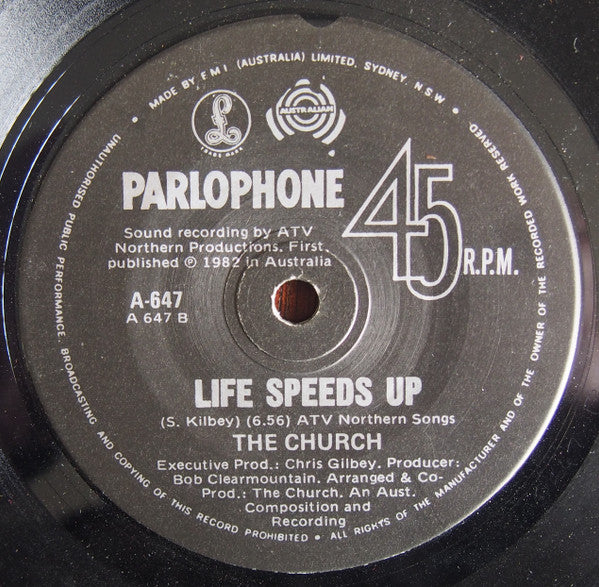 MADE BY EMI (AUSTRALIA) LIMITED, SYDNEY, N.S.W. •
UNAUTHORISED PUBLIC PERFORMANCE, BROADCASTING AND COPYING OF THIS RECORD PROHIBITED • ALL RIGHTS OF THE MANUFACTURER AND OF THE OWNER OF THE RECORDED WORK RESERVED. •
£
TRADE MARK
AUSTRALIAN
PARLOPHONE
45
R.P.M.
Sound recording by ATV
Northern Productions. First
published ℗ 1982 in Australia
A-647
A 647 B
LIFE SPEEDS UP
(S. Kilbey) (6.56) ATV Northern Songs
THE CHURCH
Executive Prod.: Chris Gilbey. Producer:
Bob Clearmountain. Arranged & Co-
Prod.: The Church. An Aust.
Composition and
Recording